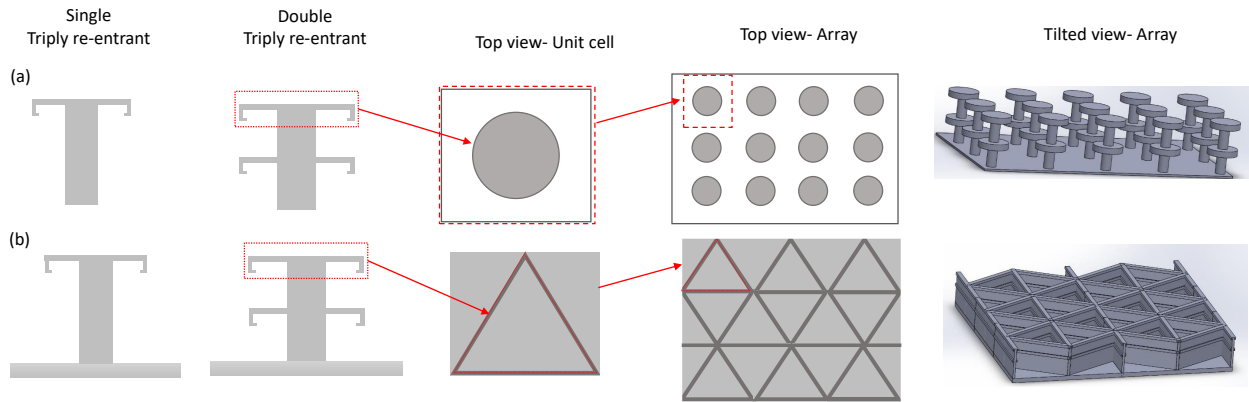 Single
Triply re-entrant
Double
Triply re-entrant
Top view- Unit cell
Top view- Array
Tilted view- Array
(a)
(b)